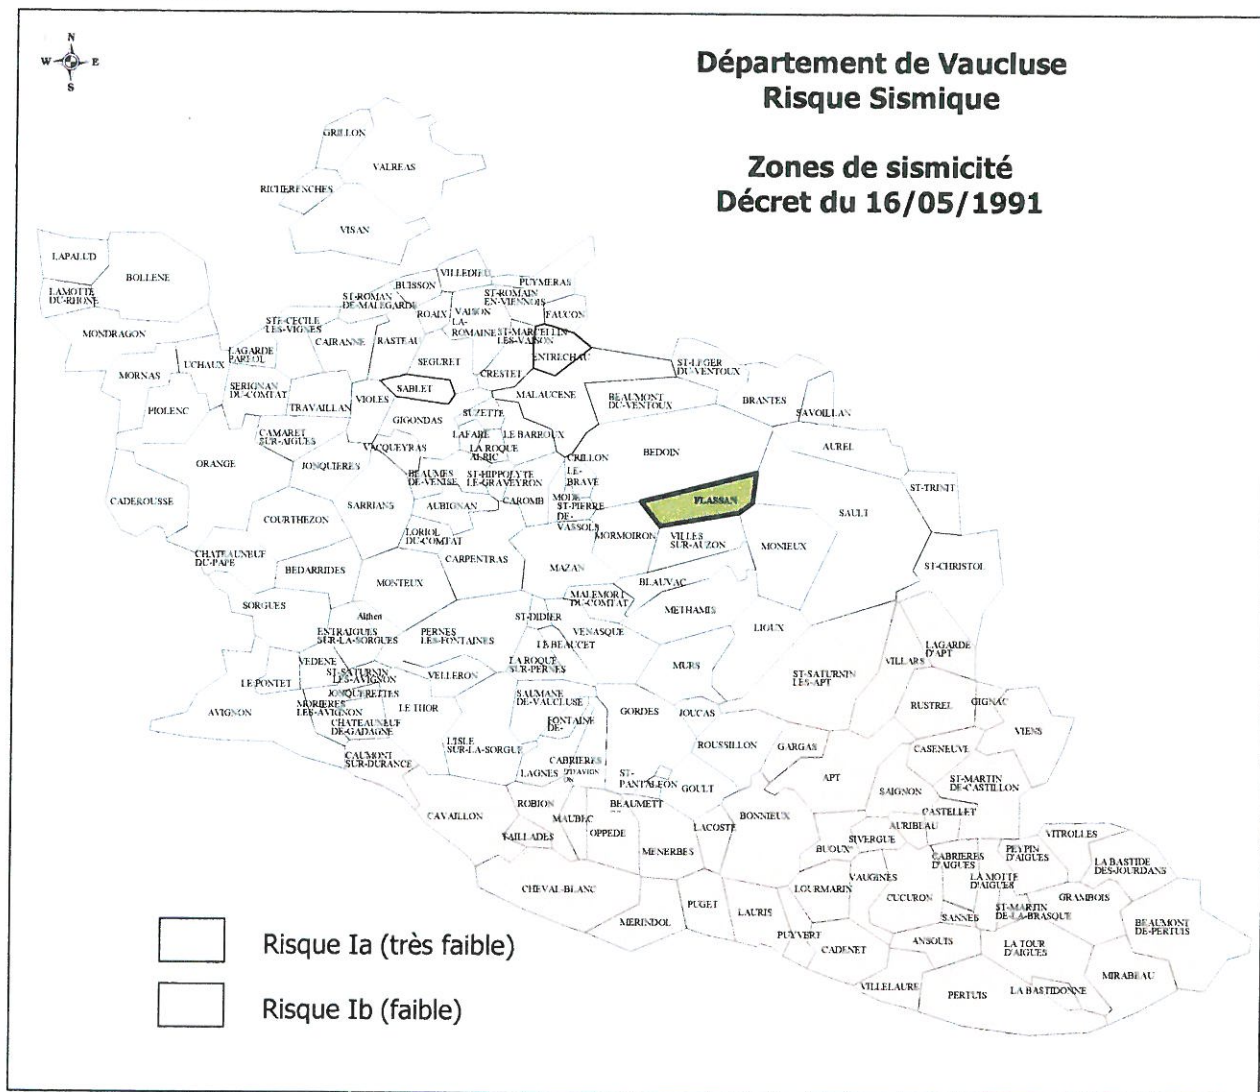 N
W E
S
Département de Vaucluse
Risque Sismique
Zones de sismicité
Décret du 16/05/1991
GRILLON
VALREAS
RICHERENCHES
VISAN
LAPALUD
BOLLENE
LAMOTTE
DU-RHONE
MONDRAGON
MORNAS
UCHAUX
PIOLENC
STE-CECILE
LES-VIGNES
LAGARDE
PAREOL
SERIGNAN
DU-COMTAT
CAIRANNE
TRAVAILLAN
ST-ROMAN
DE-MALEGARDE
BUISSON
VILLEDIEU
PUYMERAS
ST-ROMAIN
EN-VIENNOIS
FAUCON
ROAIX
VAISON
LA-
ROMAINE
ST-MARCELLIN
LES-VAISON
ENTRECHAU
RASTEAU
SEGURET
CRESTET
SABLET
VIOLES
GIGONDAS
MALAUCENE
BEAUMONT
DU-VENTOUX
ST-LEGER
DU-VENTOUX
BRANTES
SAVOILLAN
AUREL
SUZETTE
LAFARE
LE BARROUX
LA ROQUE
ALRIC
CAMARET
SUR-AIGUES
VACQUEYRAS
ORANGE
JONQUIERES
BEAUMES
DE-VENISE
ST-HIPPOLYTE
LE-GRAVEYRON
CRILLON
LE-
BRAVE
BEDOIN
FLASSAN
SAULT
ST-TRINIT
CADEROUSSE
COURTHEZON
SARRIANS
AUBIGNAN
CAROMB
MODE
ST-PIERRE
DE-
VASSOLS
MORMOIRON
VILLES
SUR-AUZON
MONIEUX
ST-CHRISTOL
CHATEAUNEUF
DU-PAPE
BEDARRIDES
LORIOL
DU-COMTAT
CARPENTRAS
MONTEUX
MAZAN
BLAUVAC
MALEMORT
DU-COMTAT
METHAMIS
SORGUES
Althen
ENTRAIGUES
SUR-LA-SORGUES
PERNES
LES-FONTAINES
ST-DIDIER
VENASQUE
LE BEAUCET
LIOUX
VEDENE
LE PONTET
ST-SATURNIN
LES-AVIGNON
JONQUERETTES
VELLERON
LA ROQUE
SUR-PERNES
MURS
ST-SATURNIN
LES-APT
VILLARS
LAGARDE
D'APT
AVIGNON
MORIERES
LES-AVIGNON
CHATEAUNEUF
DE-GADAGNE
LE THOR
SAUMANE
DE-VAUCLUSE
FONTAINE
DE-
GORDES
JOUCAS
RUSTREL
GIGNAC
VIENS
CAUMONT
SUR-DURANCE
L'ISLE
SUR-LA-SORGUE
CABRIERES
D'AVIGN
ON
LAGNES
ROUSSILLON
GARGAS
CASENEUVE
ST-
PANTALEON
GOULT
APT
SAIGNON
ST-MARTIN
DE-CASTILLON
CAVAILLON
ROBION
MAUBEC
TAILLADES
OPPEDE
BEAUMETT
MENERBES
LACOSTE
BONNIEUX
CASTELLET
AURIBEAU
SIVERGUE
BUOUX
VITROLLES
CABRIERES
D'AIGUES
PEYPIN
D'AIGUES
LA BASTIDE
DES-JOURDANS
CHEVAL-BLANC
LOURMARIN
VAUGINES
CUCURON
LA MOTTE
D'AIGUES
GRAMBOIS
ST-MARTIN
DE-LA-BRASQUE
SANNES
MERINDOL
PUGET
LAURIS
PUYVERT
CADENET
ANSOUIS
LA TOUR
D'AIGUES
BEAUMONT
DE-PERTUIS
VILLELAURE
PERTUIS
LA BASTIDONNE
MIRABEAU
Risque Ia (très faible)
Risque Ib (faible)